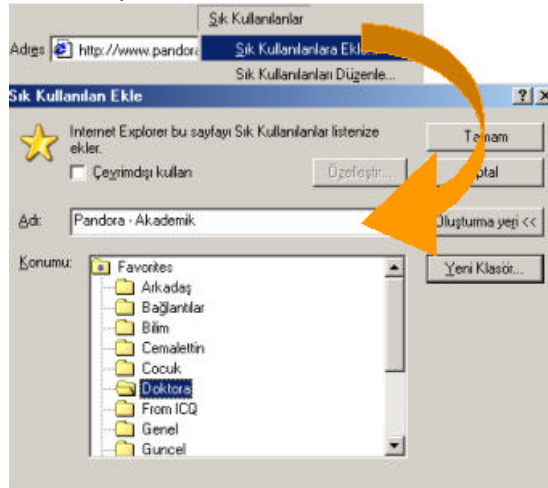 Sık Kullanılanlar
Adres http://www.pandora
Sık Kullanılanlara Ekle...
Sık Kullanılanları Düzenle...
Sık Kullanılan Ekle
Internet Explorer bu sayfayı Sık Kullanılanlar listenize
ekler.
Tamam
Çevrimdışı kullan
Özelleştir...
ptal
Adı:
Pandora - Akademik
Oluşturma yeri <<
Konumu:
Favorites
Yeni Klasör...
Arkadaş
Bağlantılar
Bilim
Cemalettin
Cocuk
Doktora
From ICQ
Genel
Guncel